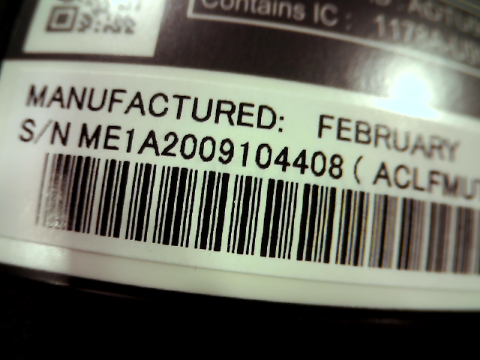 Contains IC :
MANUFACTURED: FEBRUARY
S/N ME1A2009104408 ( ACLFMU